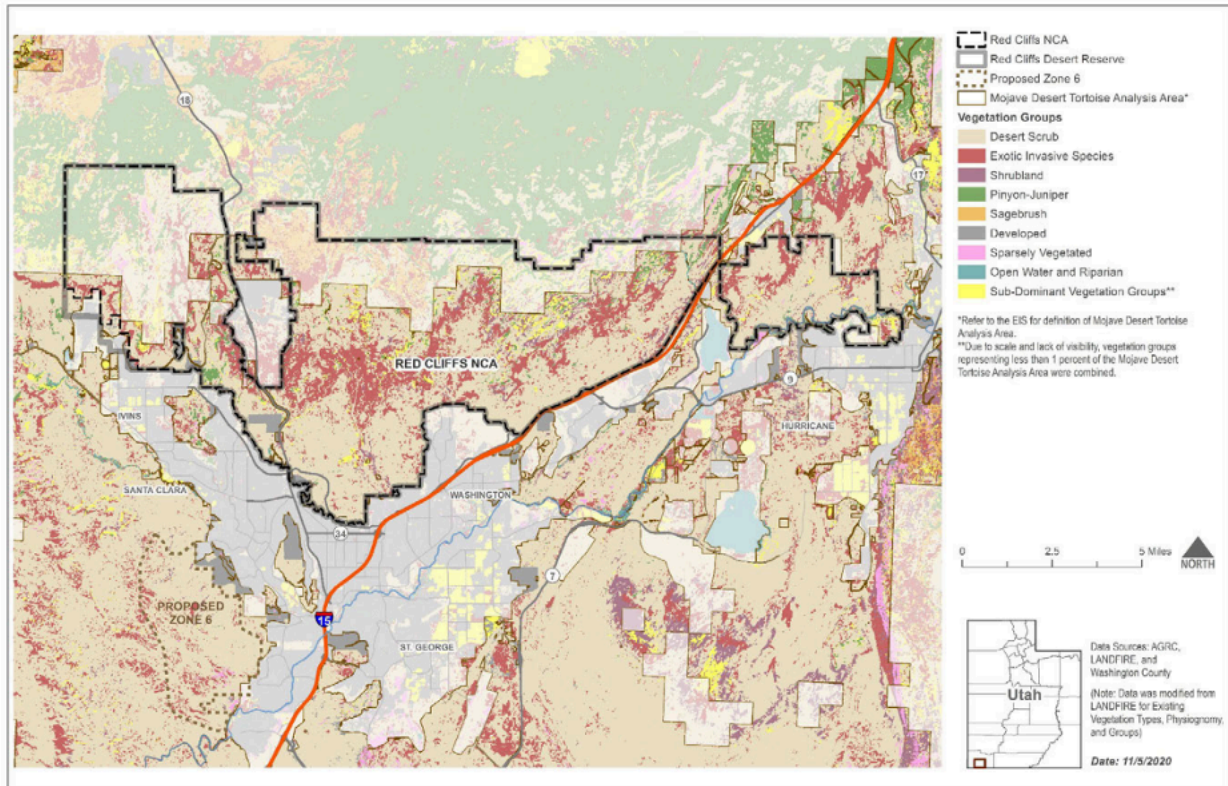 18
17
RED CLIFFS NCA
9
IVINS
HURRICANE
SANTA CLARA
WASHINGTON
34
7
PROPOSED
ZONE 6
15
ST. GEORGE
Red Cliffs NCA
Red Cliffs Desert Reserve
Proposed Zone 6
Mojave Desert Tortoise Analysis Area*
Vegetation Groups
Desert Scrub
Exotic Invasive Species
Shrubland
Pinyon-Juniper
Sagebrush
Developed
Sparsely Vegetated
Open Water and Riparian
Sub-Dominant Vegetation Groups**
*Refer to the EIS for definition of Mojave Desert Tortoise
Analysis Area.
**Due to scale and lack of visibility, vegetation groups
representing less than 1 percent of the Mojave Desert
Tortoise Analysis Area were combined.
0 2.5 5 Miles
NORTH
Utah
Data Sources: AGRC,
LANDFIRE, and
Washington County
(Note: Data was modified from
LANDFIRE for Existing
Vegetation Types, Physiognomy,
and Groups)
Date: 11/5/2020